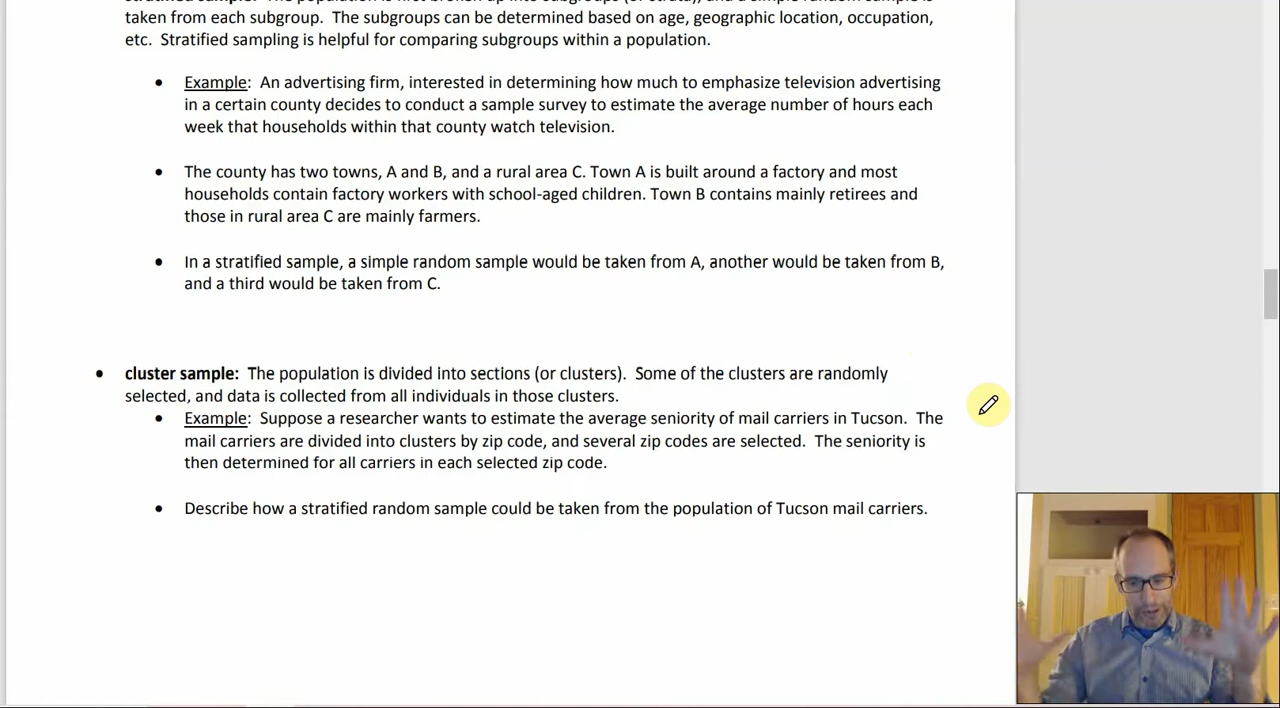 taken from each subgroup.  The subgroups can be determined based on age, geographic location, occupation,
etc.  Stratified sampling is helpful for comparing subgroups within a population.
• Example:  An advertising firm, interested in determining how much to emphasize television advertising
in a certain county decides to conduct a sample survey to estimate the average number of hours each
week that households within that county watch television.
• The county has two towns, A and B, and a rural area C. Town A is built around a factory and most
households contain factory workers with school-aged children. Town B contains mainly retirees and
those in rural area C are mainly farmers.
• In a stratified sample, a simple random sample would be taken from A, another would be taken from B,
and a third would be taken from C.
• cluster sample:  The population is divided into sections (or clusters).  Some of the clusters are randomly
selected, and data is collected from all individuals in those clusters.
• Example:  Suppose a researcher wants to estimate the average seniority of mail carriers in Tucson.  The
mail carriers are divided into clusters by zip code, and several zip codes are selected.  The seniority is
then determined for all carriers in each selected zip code.
• Describe how a stratified random sample could be taken from the population of Tucson mail carriers.